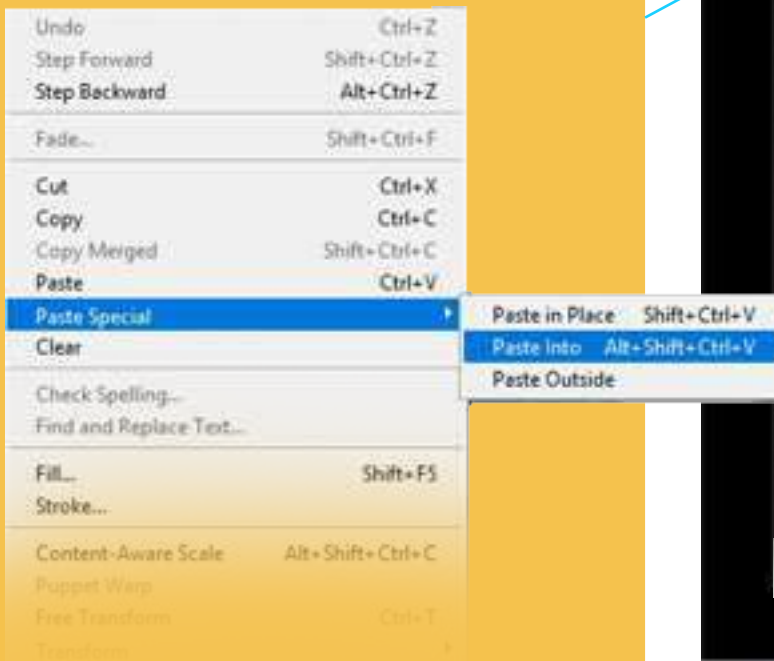 Undo Ctrl+Z
Step Forward Shift+Ctrl+Z
Step Backward Alt+Ctrl+Z
Fade... Shift+Ctrl+F
Cut Ctrl+X
Copy Ctrl+C
Copy Merged Shift+Ctrl+C
Paste Ctrl+V
Paste Special
Paste in Place Shift+Ctrl+V
Paste Into Alt+Shift+Ctrl+V
Paste Outside
Clear
Check Spelling...
Find and Replace Text...
Fill... Shift+F5
Stroke...
Content-Aware Scale Alt+Shift+Ctrl+C
Puppet Warp
Free Transform Ctrl+T
Transform